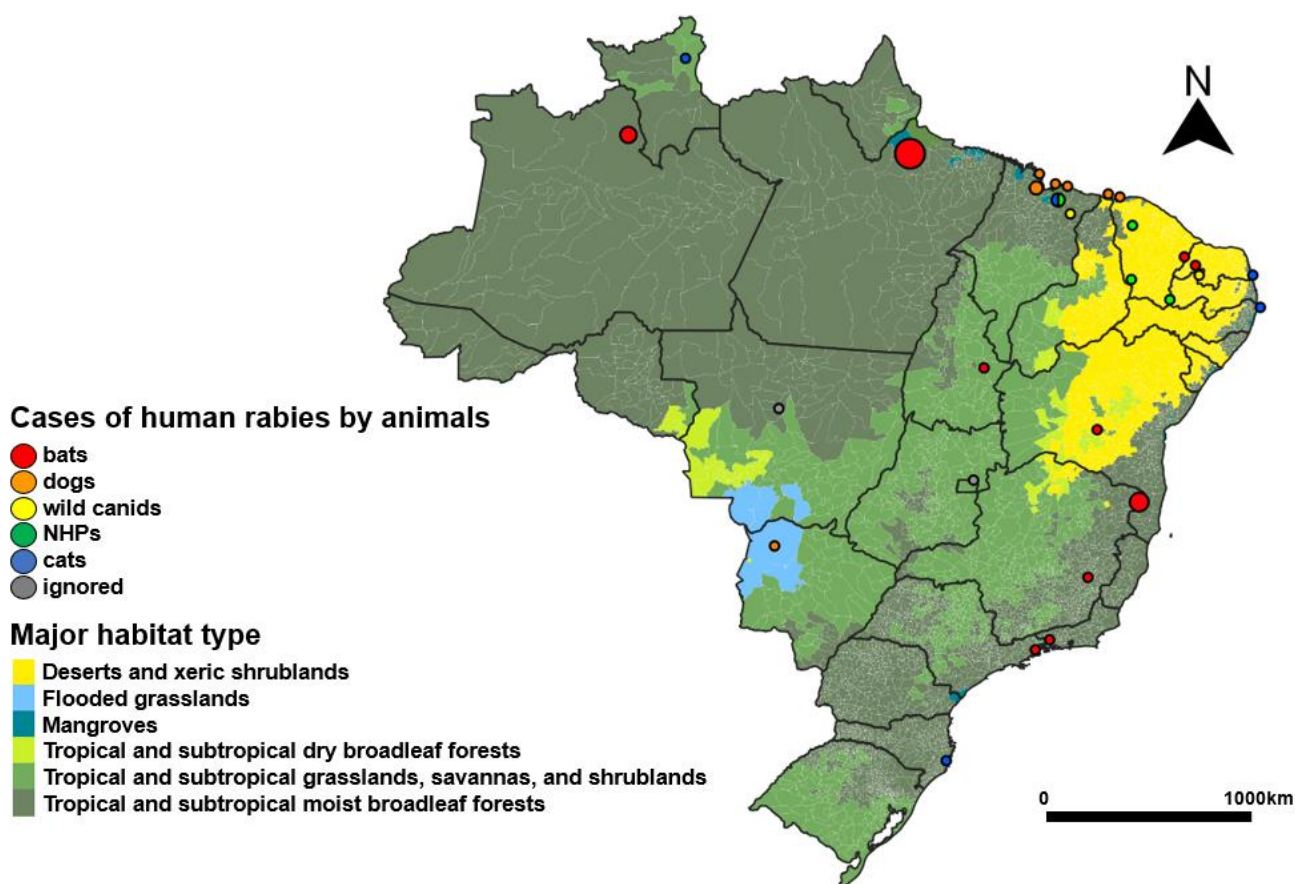 N
Cases of human rabies by animals
bats
dogs
wild canids
NHPs
cats
ignored
Major habitat type
Deserts and xeric shrublands
Flooded grasslands
Mangroves
Tropical and subtropical dry broadleaf forests
Tropical and subtropical grasslands, savannas, and shrublands
Tropical and subtropical moist broadleaf forests
0 1000km